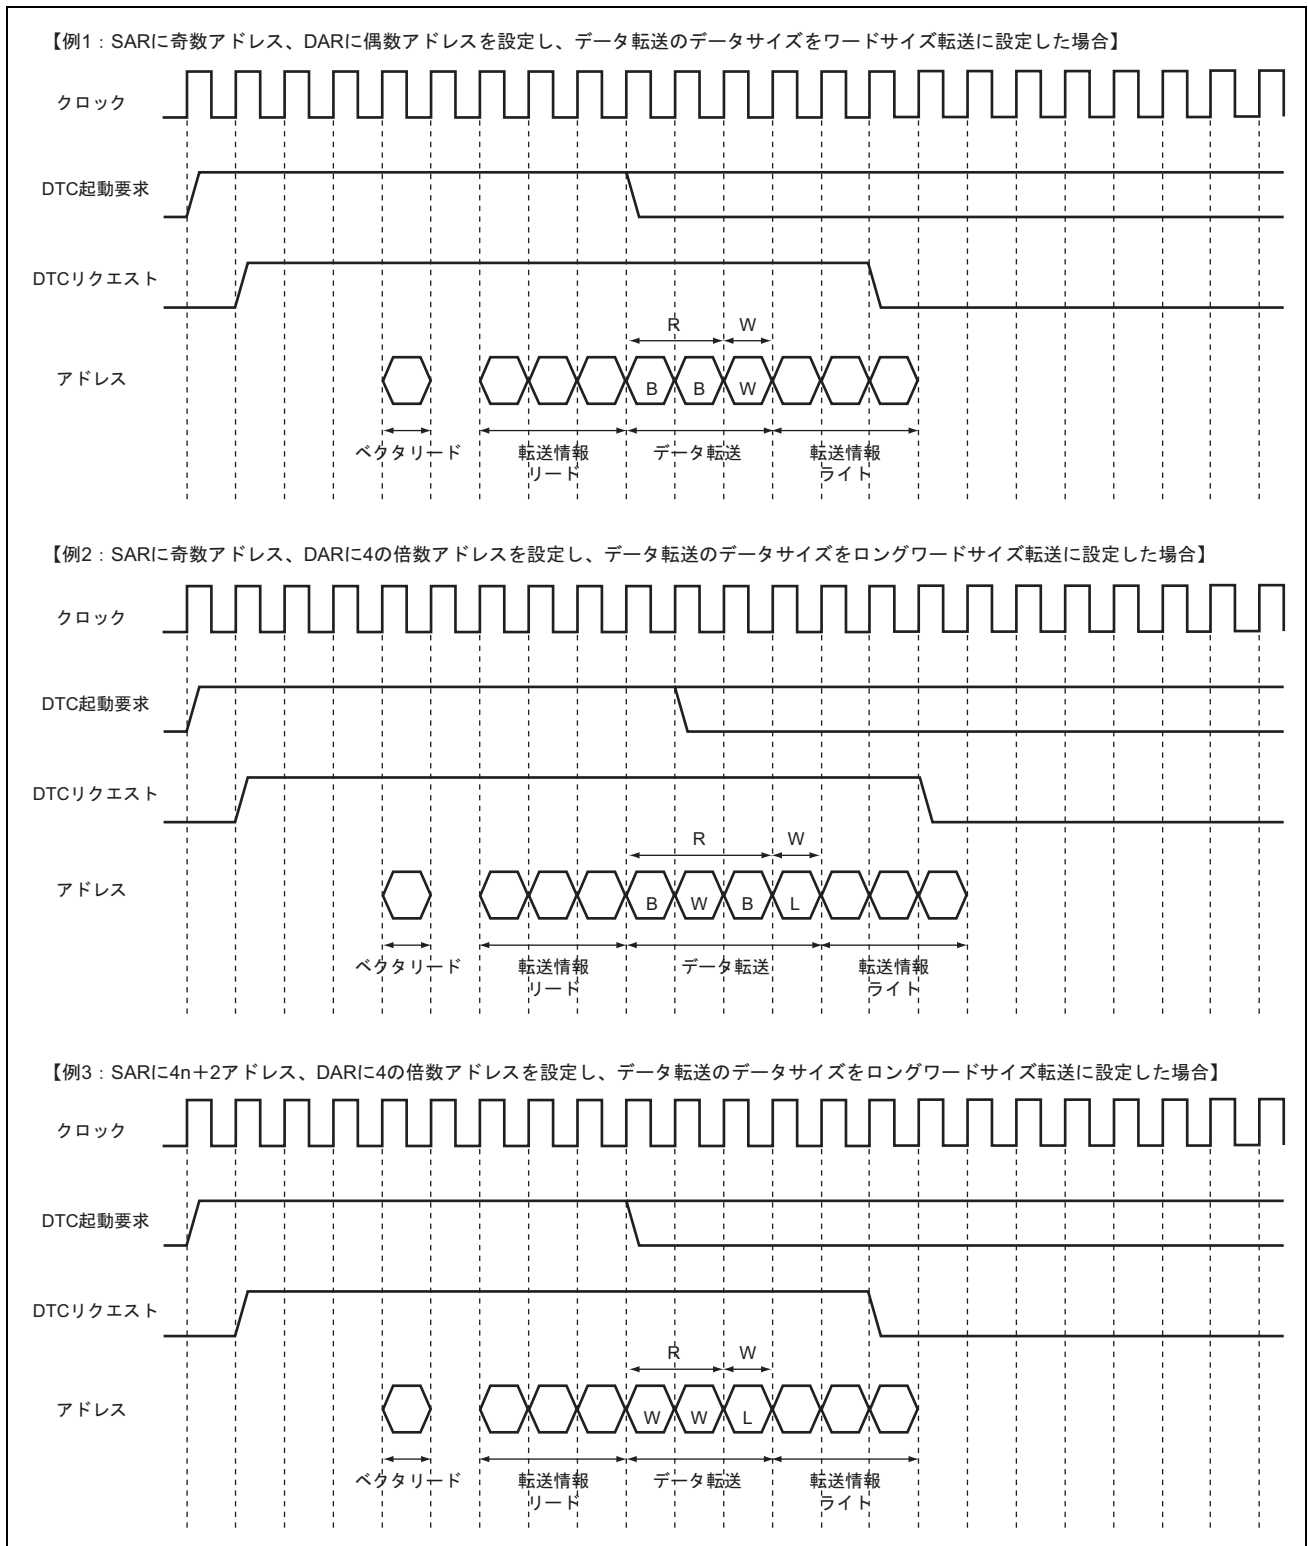 【例1：SARに奇数アドレス、DARに偶数アドレスを設定し、データ転送のデータサイズをワードサイズ転送に設定した場合】
クロック
DTC起動要求
DTCリクエスト
R W
アドレス
B B W
ベクタリード 転送情報リード データ転送 転送情報ライト
【例2：SARに奇数アドレス、DARに4の倍数アドレスを設定し、データ転送のデータサイズをロングワードサイズ転送に設定した場合】
クロック
DTC起動要求
DTCリクエスト
R W
アドレス
B W B L
ベクタリード 転送情報リード データ転送 転送情報ライト
【例3：SARに4n＋2アドレス、DARに4の倍数アドレスを設定し、データ転送のデータサイズをロングワードサイズ転送に設定した場合】
クロック
DTC起動要求
DTCリクエスト
R W
アドレス
W W L
ベクタリード 転送情報リード データ転送 転送情報ライト